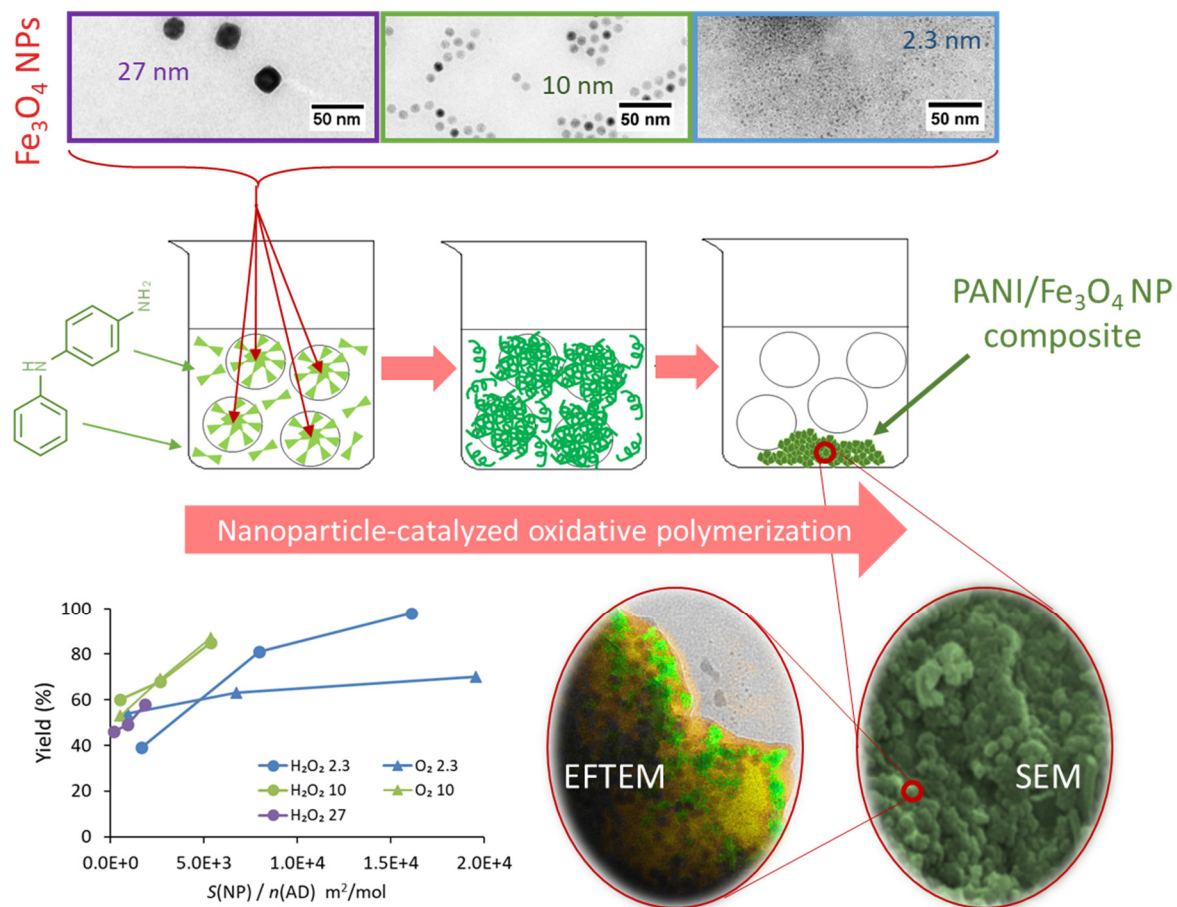 Fe₃O₄ NPs
27 nm
50 nm
10 nm
50 nm
2.3 nm
50 nm
NH₂
H
N
PANI/Fe₃O₄ NP
composite
Nanoparticle-catalyzed oxidative polymerization
100
80
60
40
20
0
Yield (%)
H₂O₂ 2.3
O₂ 2.3
H₂O₂ 10
O₂ 10
H₂O₂ 27
0.0E+0 5.0E+3 1.0E+4 1.5E+4 2.0E+4
S(NP) / n(AD) m²/mol
EFTEM
SEM